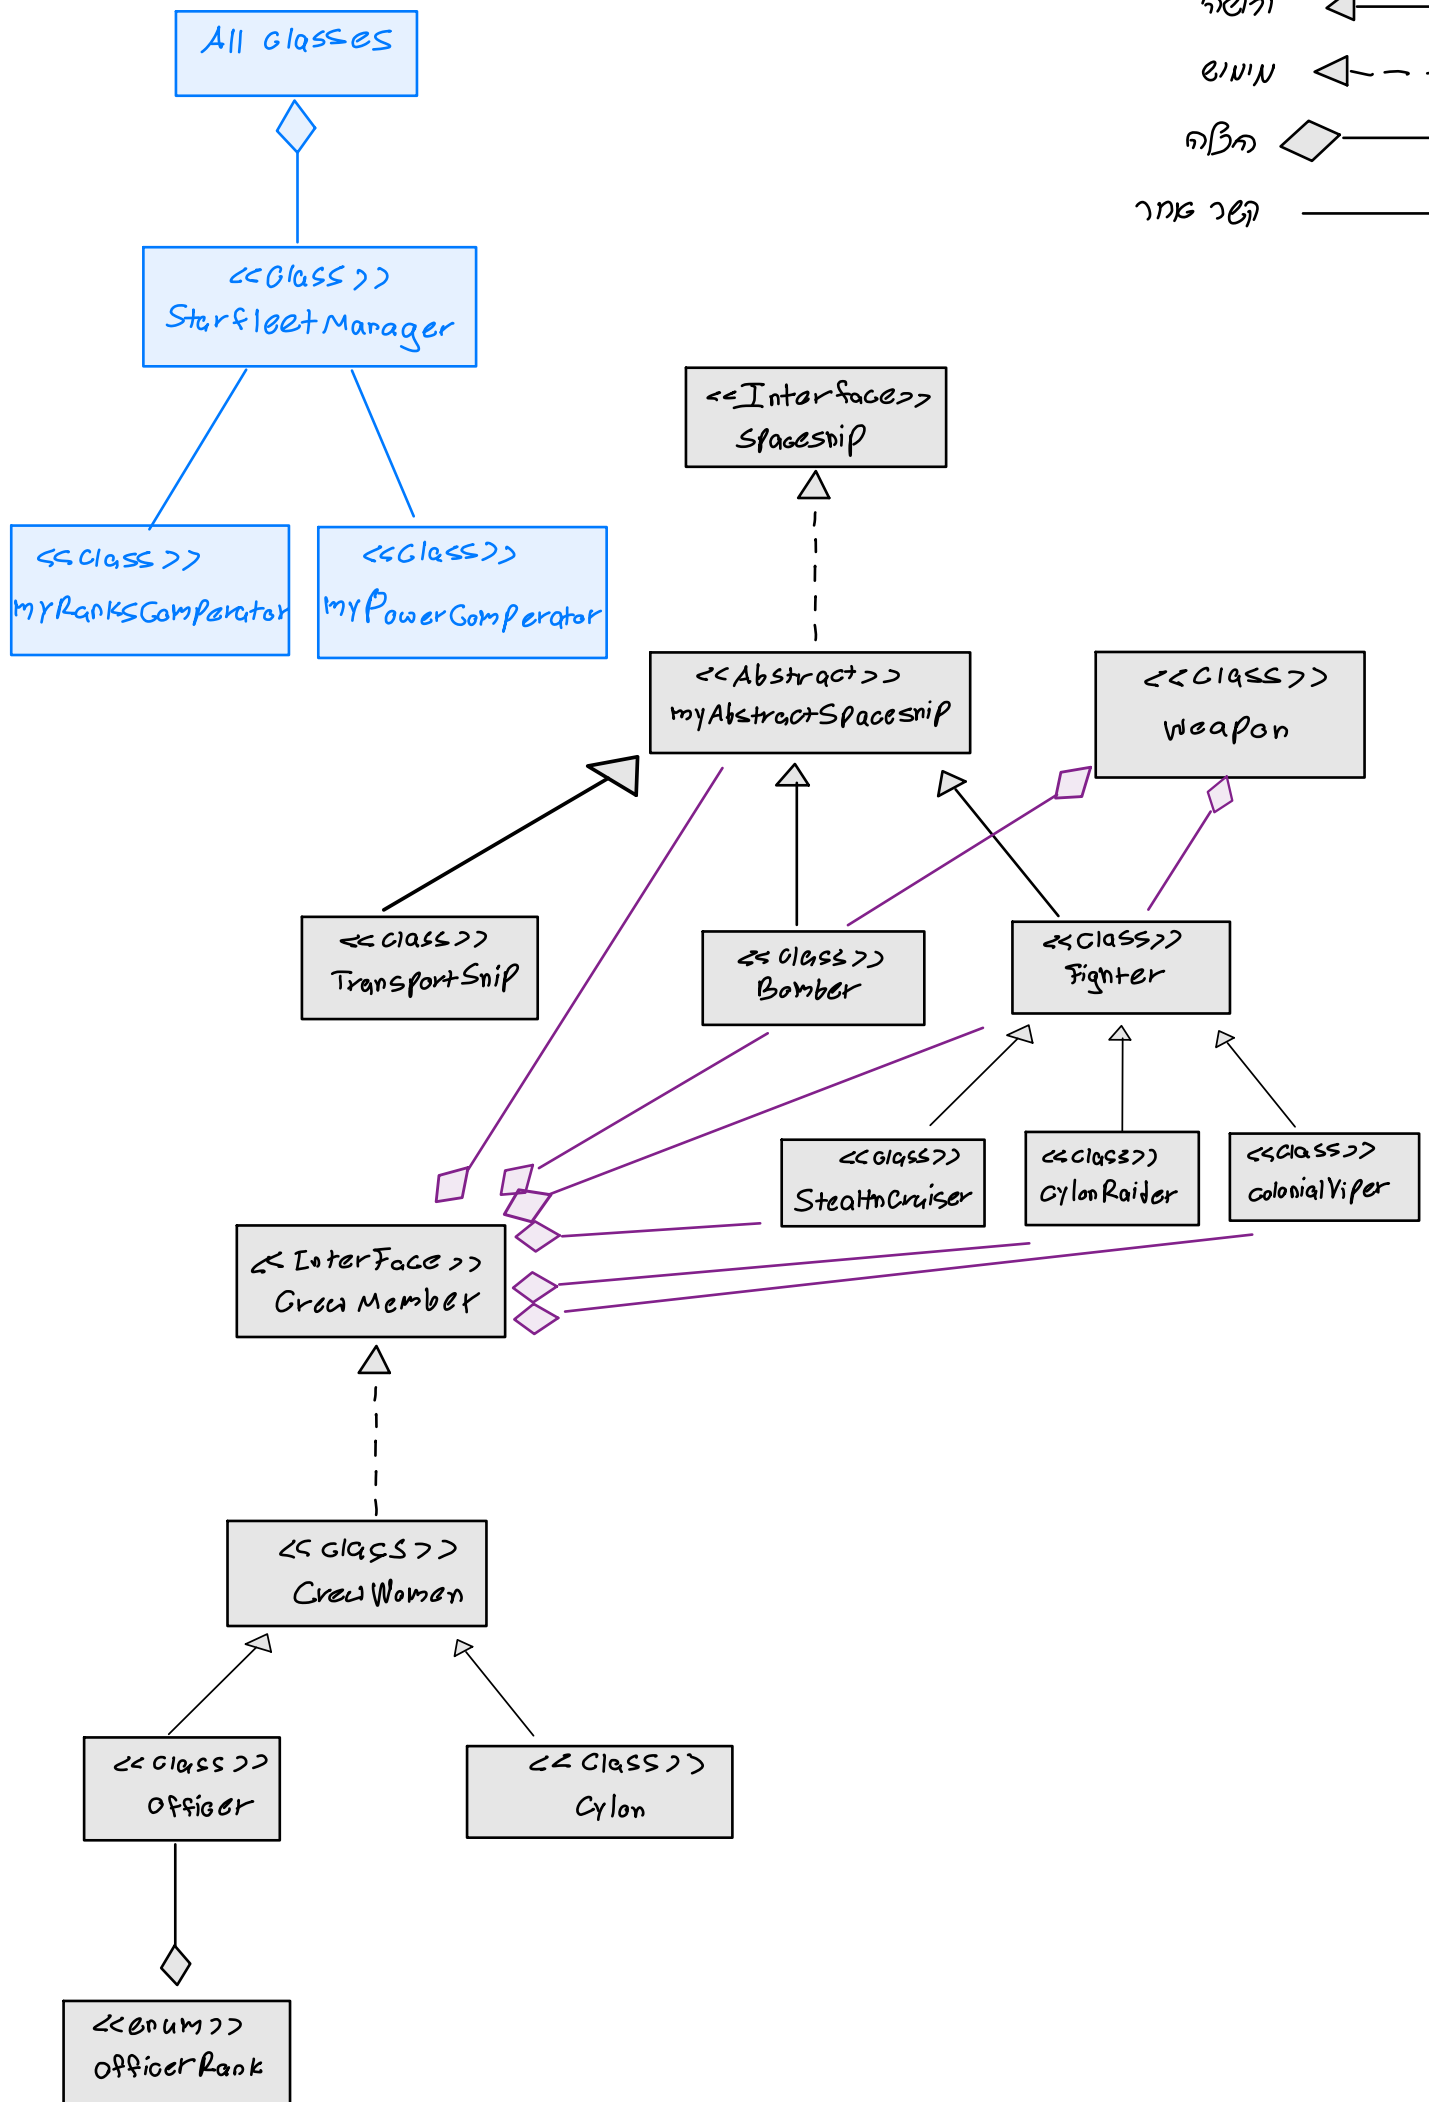 All classes
ירושה
מימוש
הכלה
קשר אחר
<<Class>>
StarfleetManager
<<Interface>>
Spaceship
<<Class>>
myRanksComperator
<<Class>>
myPowerComperator
<<Abstract>>
myAbstractSpaceship
<<Class>>
Weapon
<<Class>>
TransportShip
<<Class>>
Bomber
<<Class>>
Fighter
<<Class>>
StealthCruiser
<<Class>>
CylonRaider
<<Class>>
ColonialViper
<<InterFace>>
CrewMember
<<Class>>
CrewWomen
<<Class>>
Officer
<<Class>>
Cylon
<<enum>>
OfficerRank